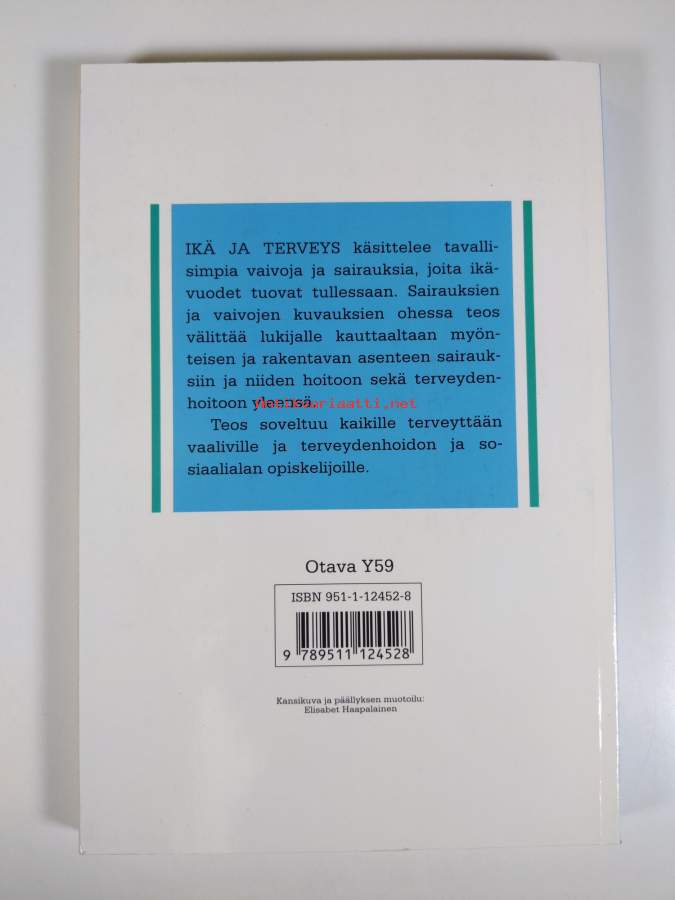 IKÄ JA TERVEYS käsittelee tavalli-
simpia vaivoja ja sairauksia, joita ikä-
vuodet tuovat tullessaan. Sairauksien
ja vaivojen kuvauksien ohessa teos
välittää lukijalle kauttaaltaan myön-
teisen ja rakentavan asenteen sairauk-
siin ja niiden hoitoon sekä terveyden-
hoitoon yleensä.
Teos soveltuu kaikille terveyttään
vaaliville ja terveydenhoidon ja so-
siaalialan opiskelijoille.
Otava Y59
ISBN 951-1-12452-8
9 789511 124528
Kansikuva ja päällyksen muotoilu:
Elisabet Haapalainen